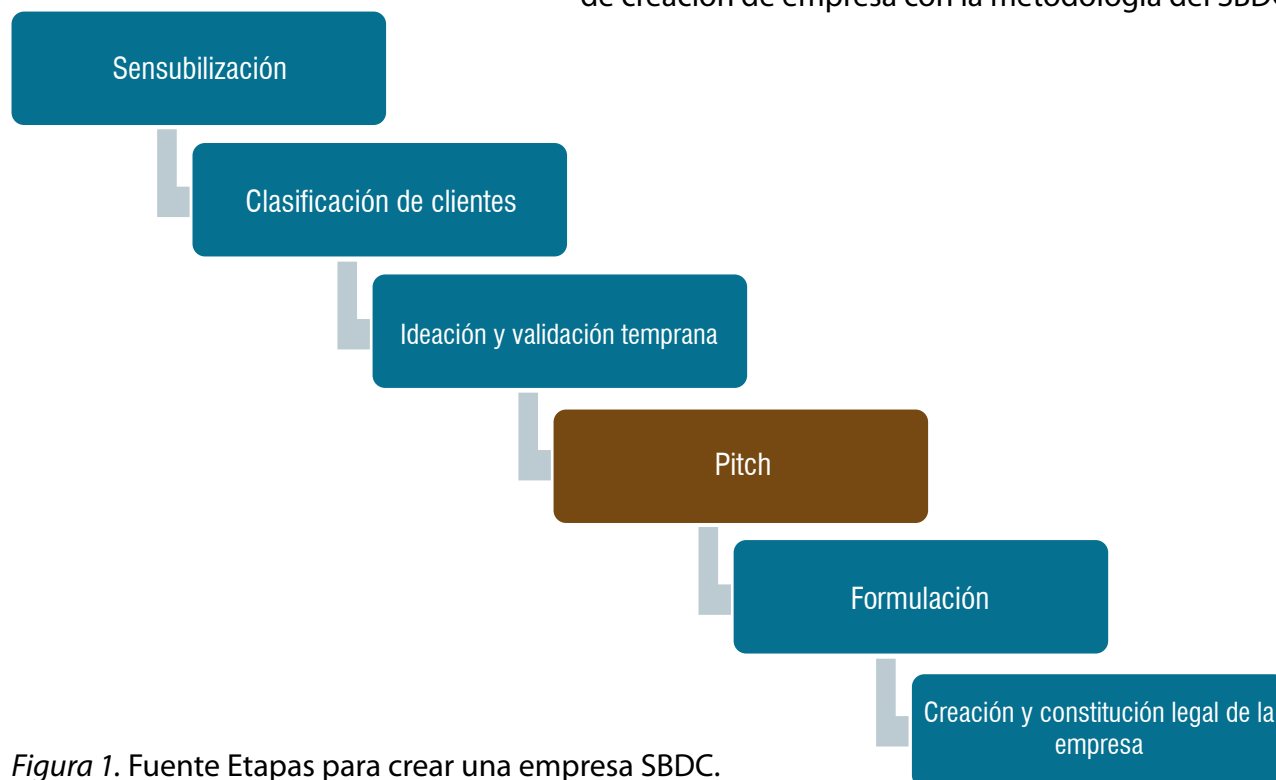 de creación de empresa con la metodología del SBDC
Sensubilización
Clasificación de clientes
Ideación y validación temprana
Pitch
Formulación
Creación y constitución legal de la
empresa
Figura 1. Fuente Etapas para crear una empresa SBDC.